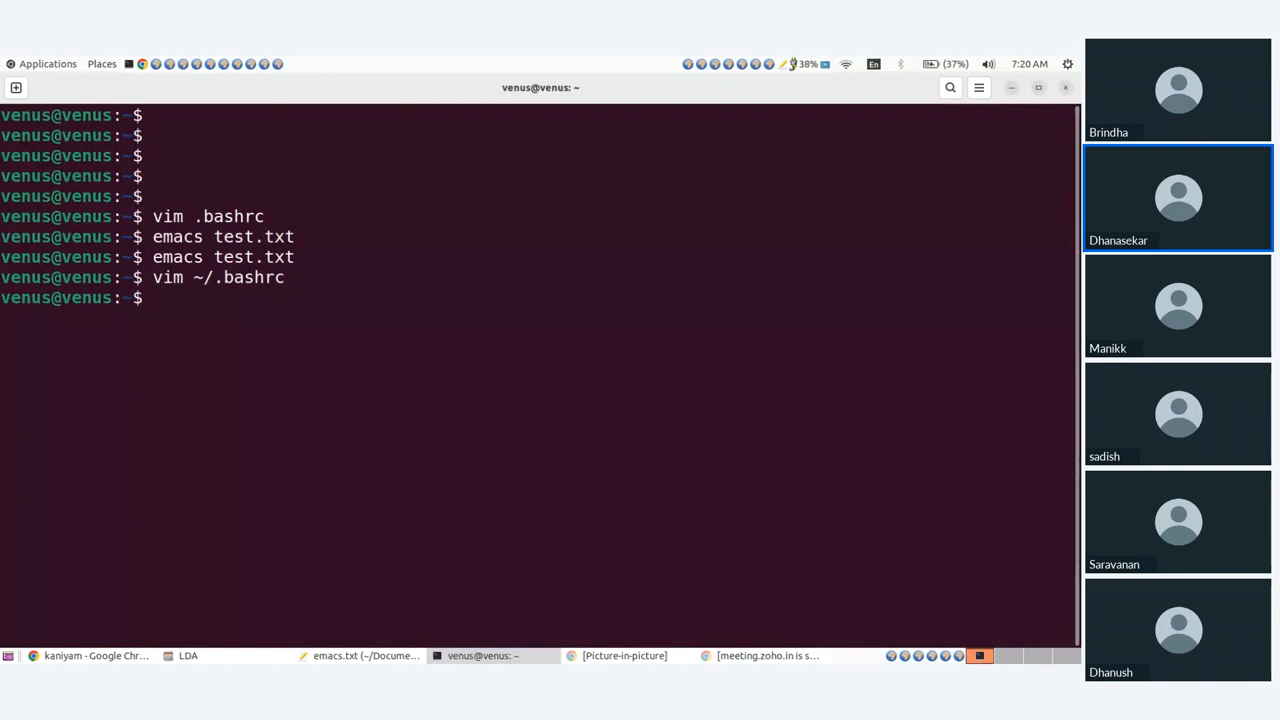 Applications Places 38% En (37%) 7:20 AM
venus@venus: ~
venus@venus:~$
venus@venus:~$
venus@venus:~$
venus@venus:~$
venus@venus:~$
venus@venus:~$ vim .bashrc
venus@venus:~$ emacs test.txt
venus@venus:~$ emacs test.txt
venus@venus:~$ vim ~/.bashrc
venus@venus:~$
kaniyam - Google Chr... LDA emacs.txt (~/Docume... venus@venus: ~ [Picture-in-picture] [meeting.zoho.in is s...
Brindha
Dhanasekar
Manikk
sadish
Saravanan
Dhanush